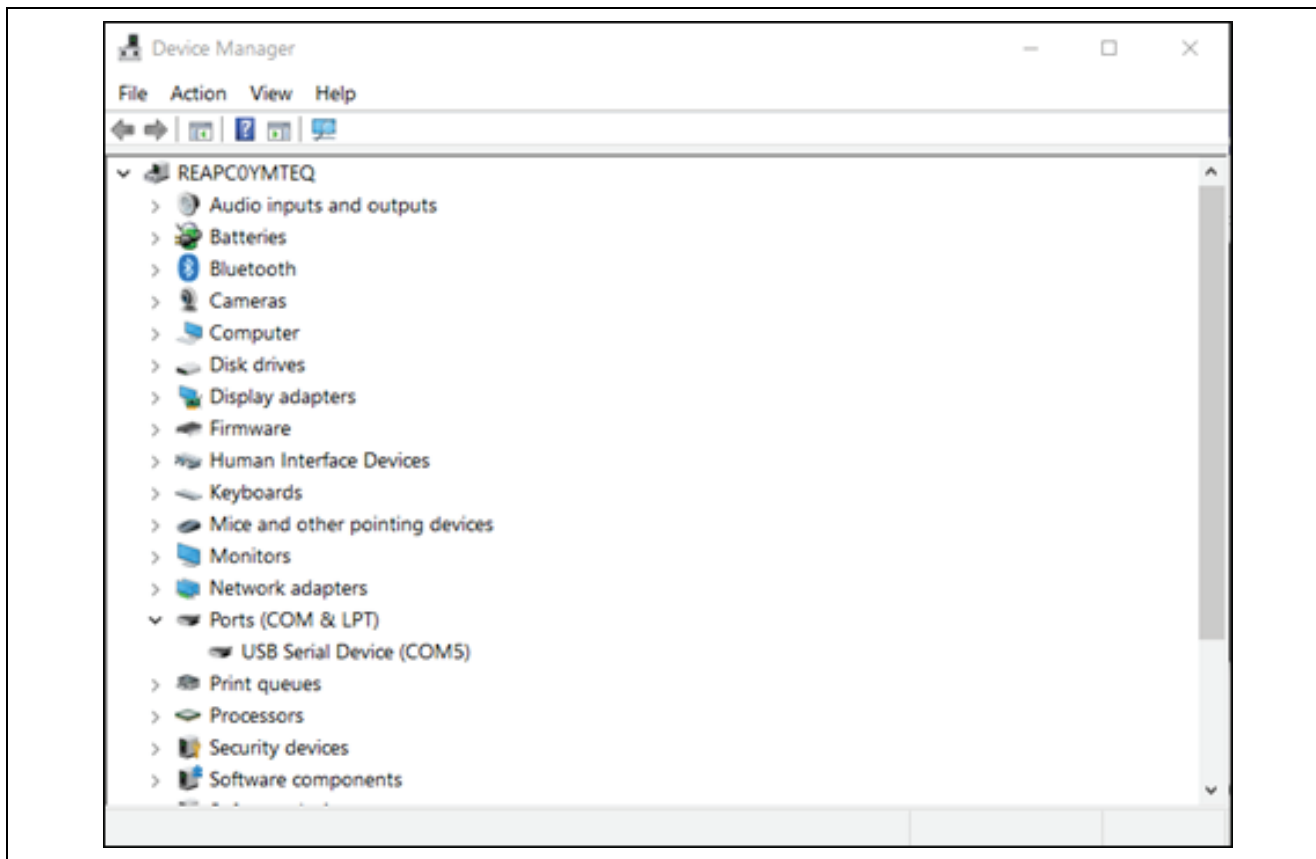 Device Manager
File Action View Help
REAPC0YMTEQ
Audio inputs and outputs
Batteries
Bluetooth
Cameras
Computer
Disk drives
Display adapters
Firmware
Human Interface Devices
Keyboards
Mice and other pointing devices
Monitors
Network adapters
Ports (COM & LPT)
USB Serial Device (COM5)
Print queues
Processors
Security devices
Software components